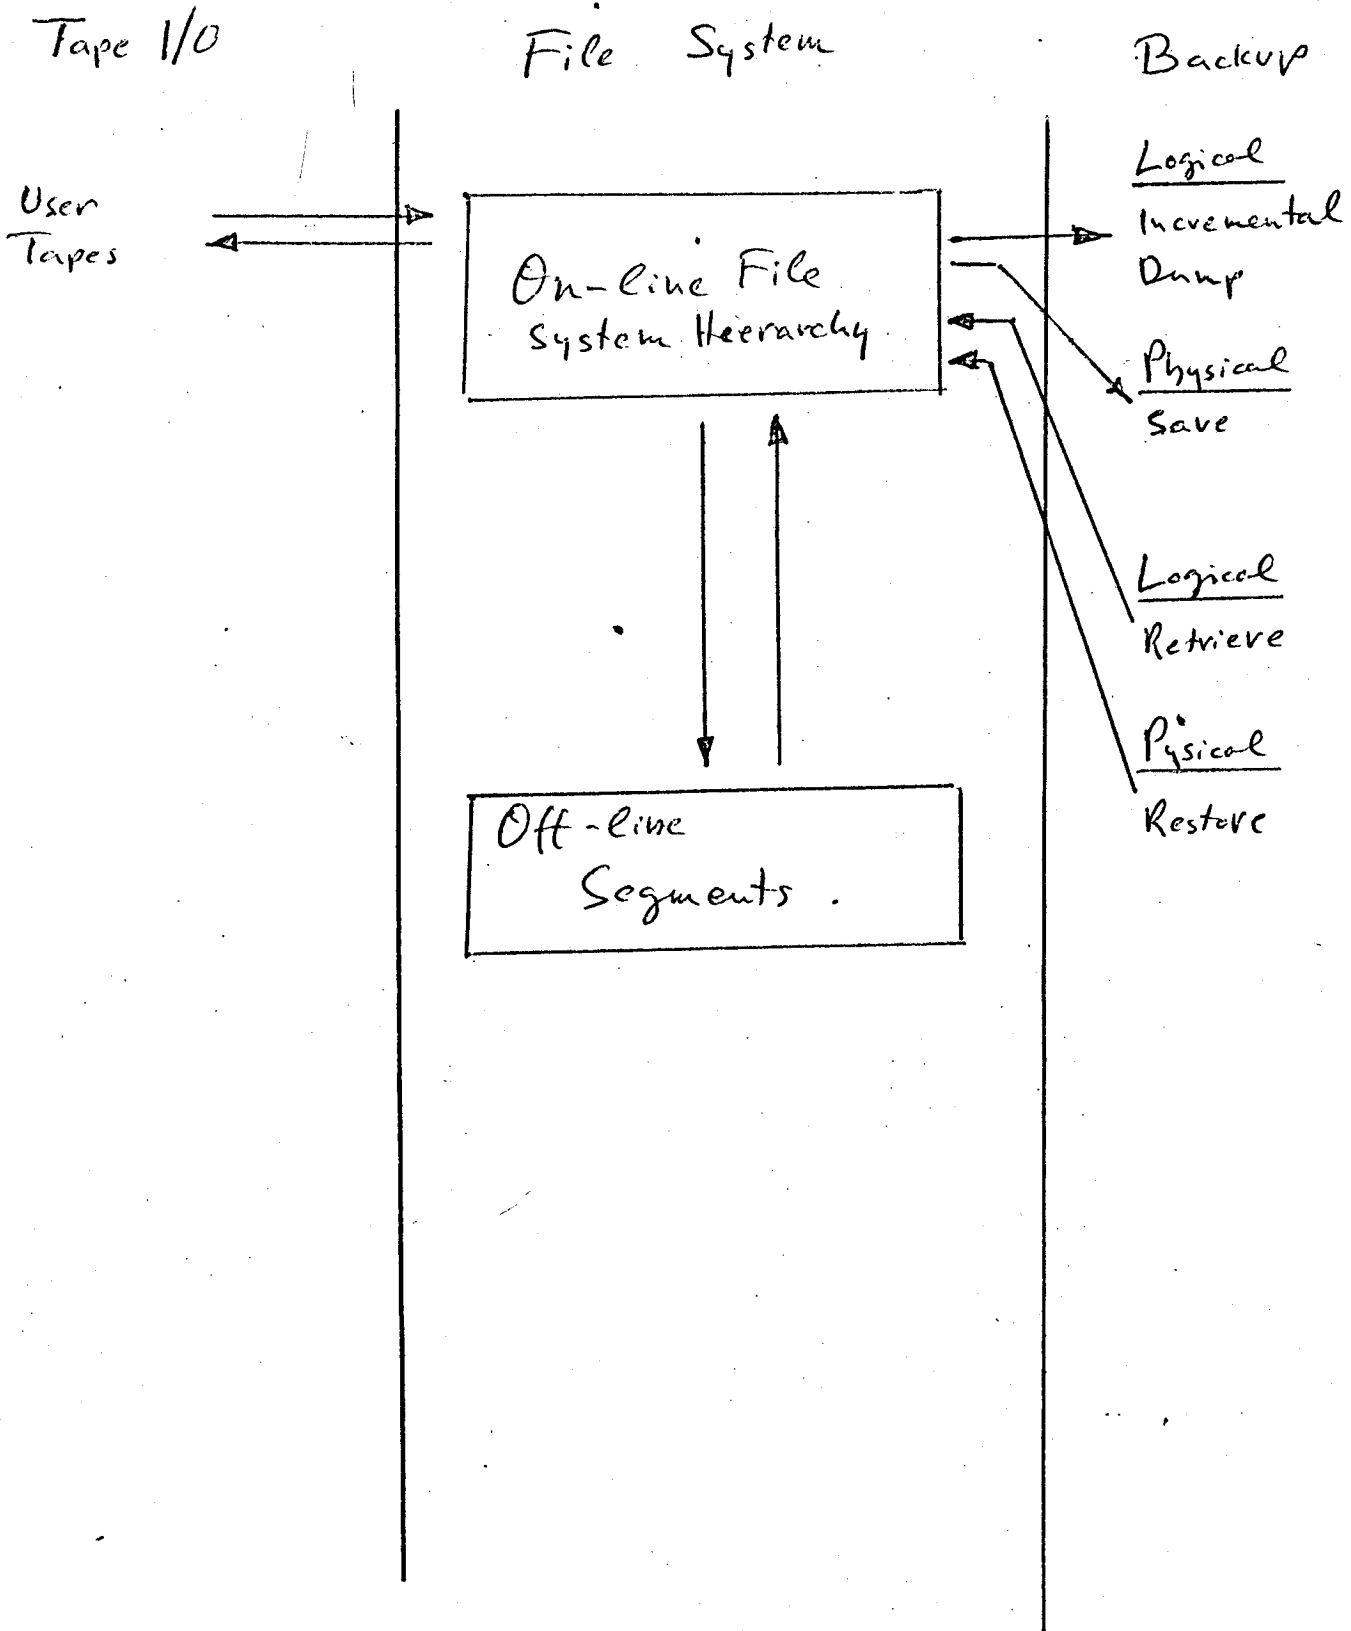 Tape I/O
File System
Backup
User
Tapes
On-line File
System Hierarchy
Off-line
Segments.
Logical
Incremental
Dump
Physical
Save
Logical
Retrieve
Pysical
Restore